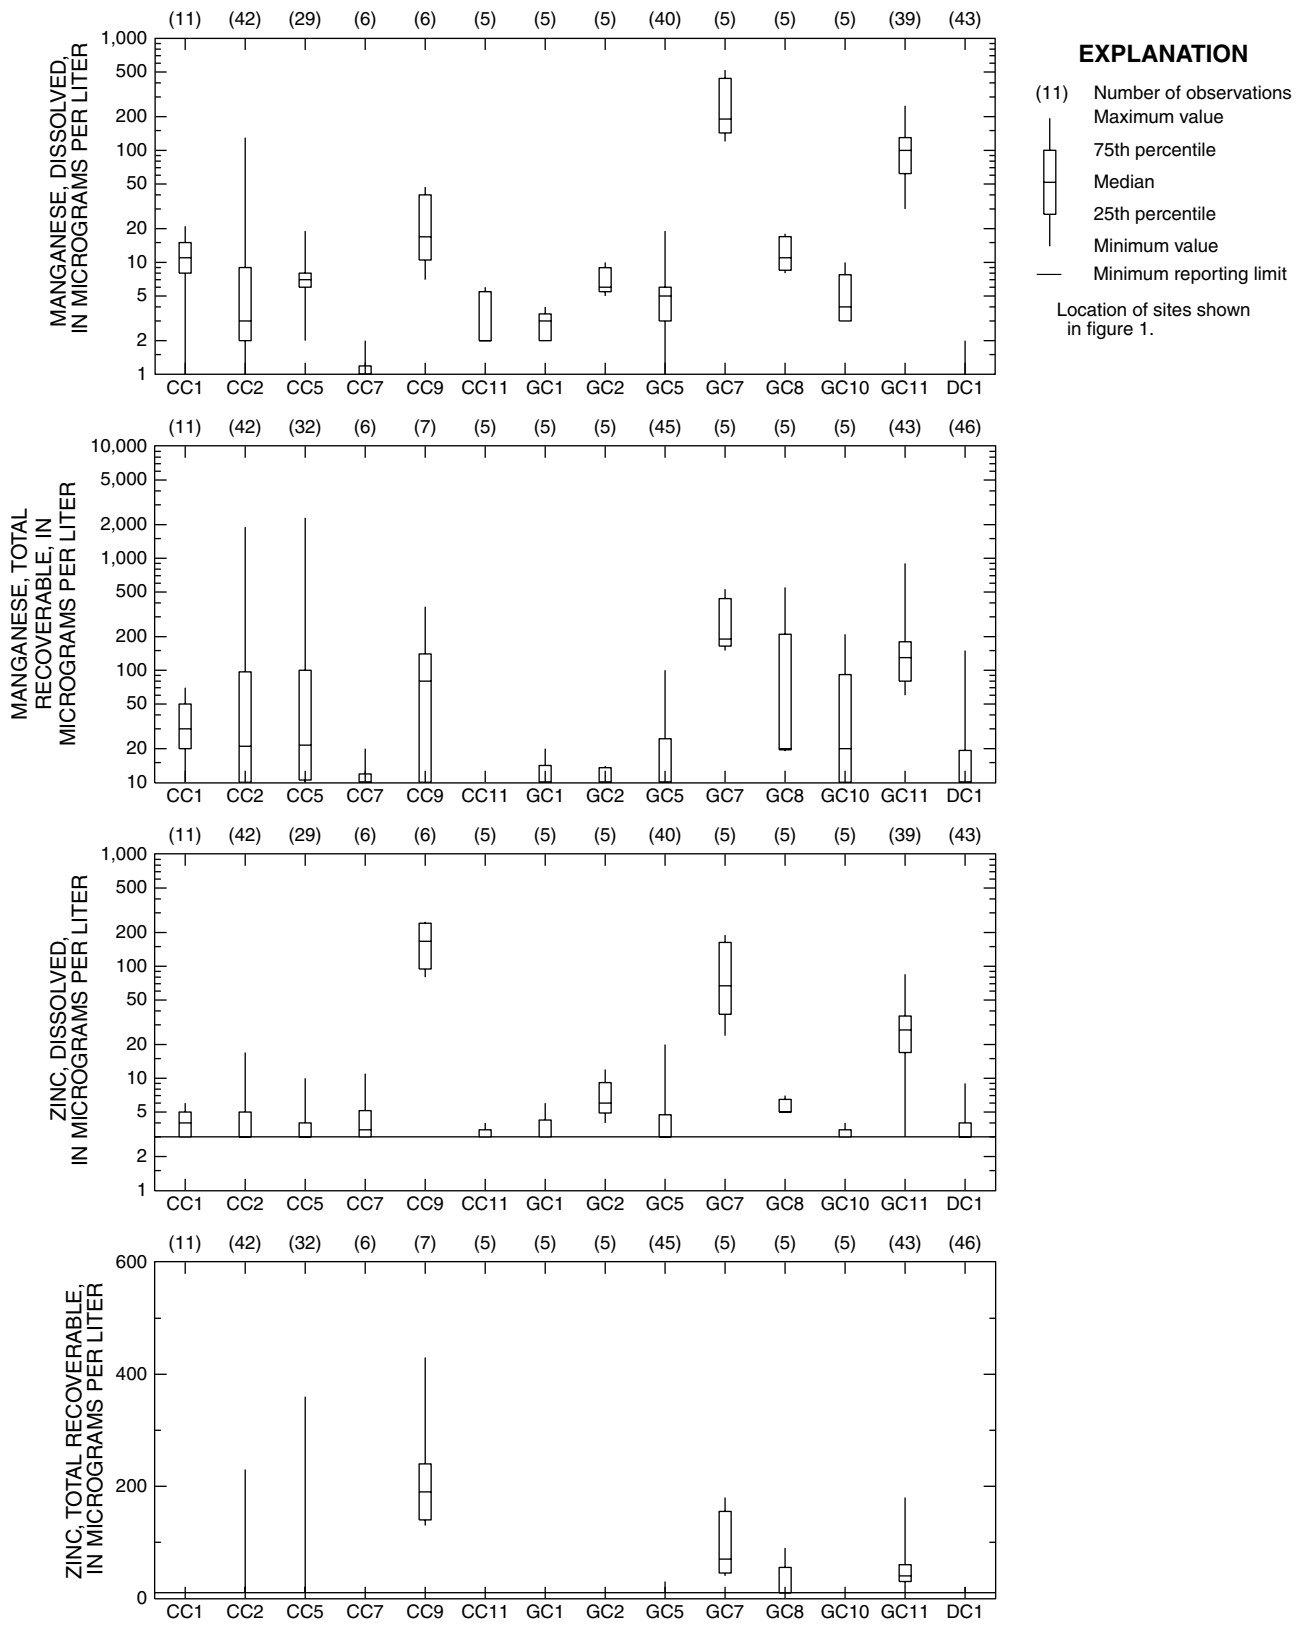 (11) (42) (29) (6) (6) (5) (5) (5) (40) (5) (5) (5) (39) (43)
MANGANESE, DISSOLVED,
IN MICROGRAMS PER LITER
1,000
500
200
100
50
20
10
5
2
1
CC1 CC2 CC5 CC7 CC9 CC11 GC1 GC2 GC5 GC7 GC8 GC10 GC11 DC1
EXPLANATION
(11) Number of observations
Maximum value
75th percentile
Median
25th percentile
Minimum value
Minimum reporting limit
Location of sites shown
in figure 1.
(11) (42) (32) (6) (7) (5) (5) (5) (45) (5) (5) (5) (43) (46)
MANGANESE, TOTAL
RECOVERABLE, IN
MICROGRAMS PER LITER
10,000
5,000
2,000
1,000
500
200
100
50
20
10
CC1 CC2 CC5 CC7 CC9 CC11 GC1 GC2 GC5 GC7 GC8 GC10 GC11 DC1
(11) (42) (29) (6) (6) (5) (5) (5) (40) (5) (5) (5) (39) (43)
ZINC, DISSOLVED,
IN MICROGRAMS PER LITER
1,000
500
200
100
50
20
10
5
2
1
CC1 CC2 CC5 CC7 CC9 CC11 GC1 GC2 GC5 GC7 GC8 GC10 GC11 DC1
(11) (42) (32) (6) (7) (5) (5) (5) (45) (5) (5) (5) (43) (46)
ZINC, TOTAL RECOVERABLE,
IN MICROGRAMS PER LITER
600
400
200
0
CC1 CC2 CC5 CC7 CC9 CC11 GC1 GC2 GC5 GC7 GC8 GC10 GC11 DC1